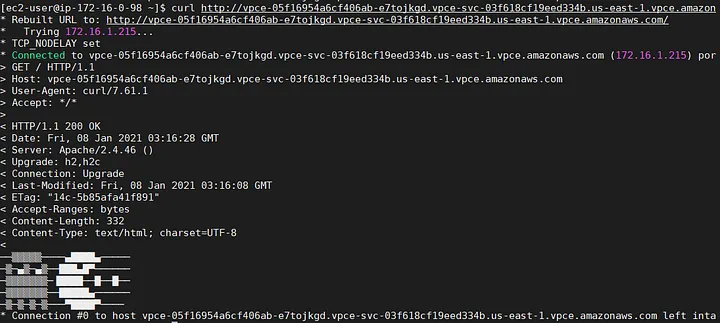 [ec2-user@ip-172-16-0-98 ~]$ curl http://vpce-05f16954a6cf406ab-e7tojkgd.vpce-svc-03f618cf19eed334b.us-east-1.vpce.amazon
* Rebuilt URL to: http://vpce-05f16954a6cf406ab-e7tojkgd.vpce-svc-03f618cf19eed334b.us-east-1.vpce.amazonaws.com/
*   Trying 172.16.1.215...
* TCP_NODELAY set
* Connected to vpce-05f16954a6cf406ab-e7tojkgd.vpce-svc-03f618cf19eed334b.us-east-1.vpce.amazonaws.com (172.16.1.215) por
> GET / HTTP/1.1
> Host: vpce-05f16954a6cf406ab-e7tojkgd.vpce-svc-03f618cf19eed334b.us-east-1.vpce.amazonaws.com
> User-Agent: curl/7.61.1
> Accept: */*
>
< HTTP/1.1 200 OK
< Date: Fri, 08 Jan 2021 03:16:28 GMT
< Server: Apache/2.4.46 ()
< Upgrade: h2,h2c
< Connection: Upgrade
< Last-Modified: Fri, 08 Jan 2021 03:16:08 GMT
< ETag: "14c-5b85afa41f891"
< Accept-Ranges: bytes
< Content-Length: 332
< Content-Type: text/html; charset=UTF-8
<
* Connection #0 to host vpce-05f16954a6cf406ab-e7tojkgd.vpce-svc-03f618cf19eed334b.us-east-1.vpce.amazonaws.com left inta